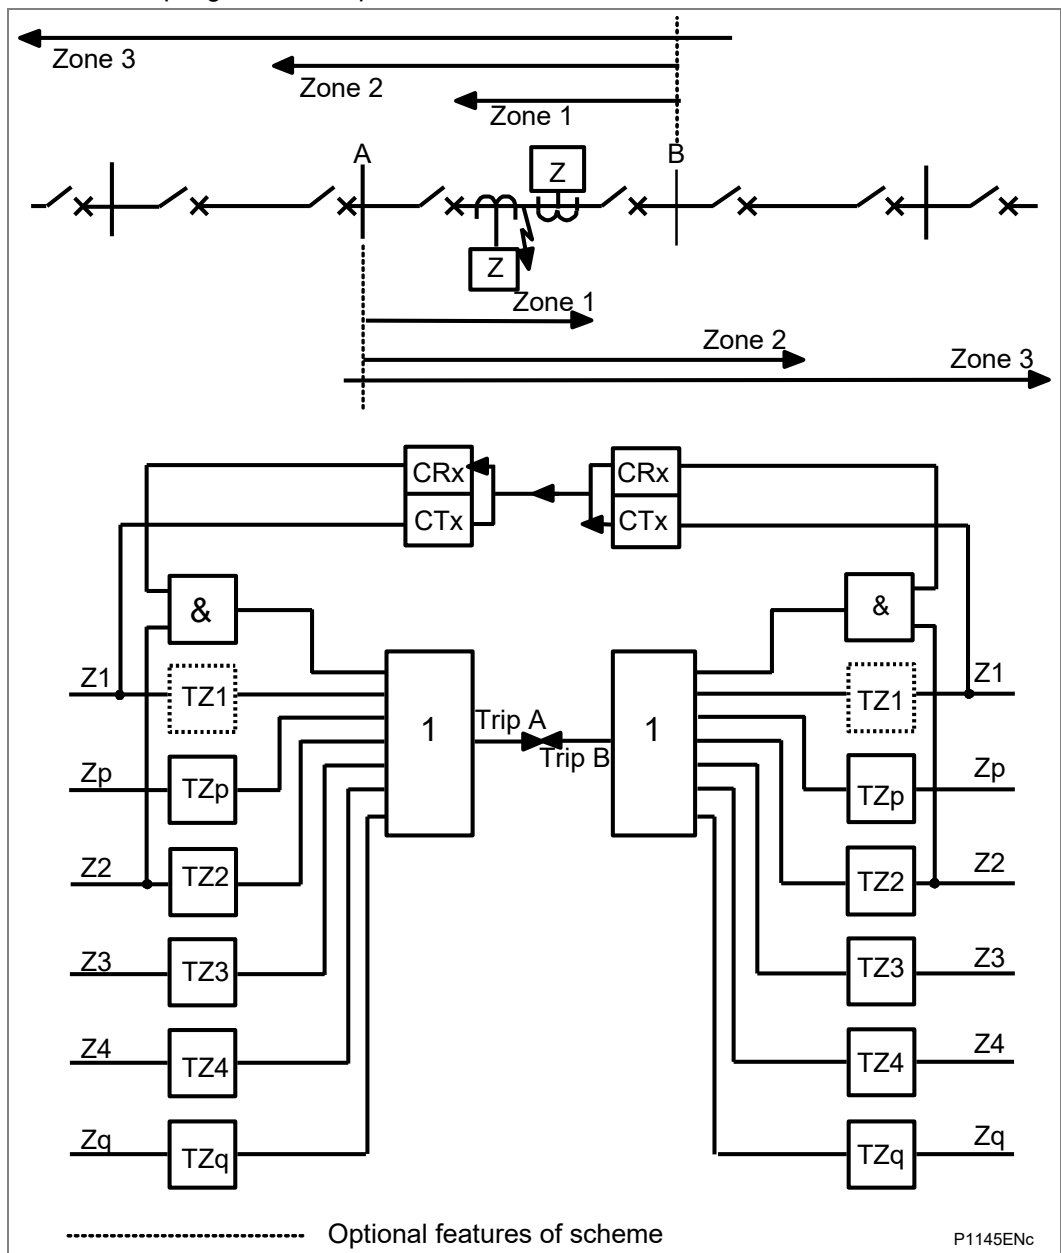 Zone 3
Zone 2
Zone 1
A
B
Z
Z
Zone 1
Zone 2
Zone 3
CRx
CRx
CTx
CTx
&
&
Z1
TZ1
TZ1
Z1
1
Trip A
Trip B
1
Zp
TZp
TZp
Zp
Z2
TZ2
TZ2
Z2
Z3
TZ3
TZ3
Z3
Z4
TZ4
TZ4
Z4
Zq
TZq
TZq
Zq
Optional features of scheme
P1145ENc